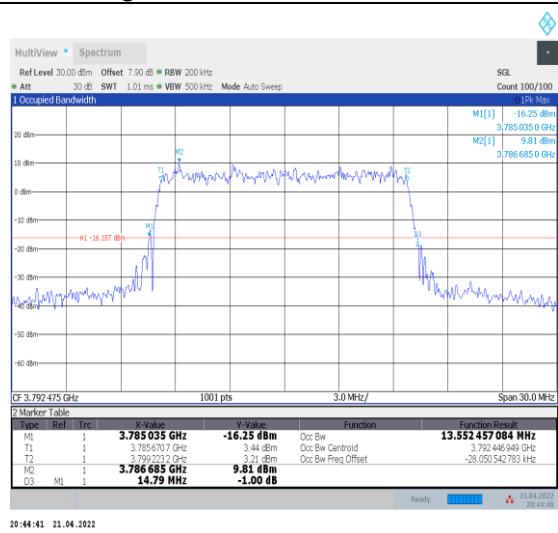 MultiView Spectrum
Ref Level 30.00 dBm Offset 7.90 dB RBW 200 kHz SGL
Att 30 dB SWT 1.01 ms VBW 500 kHz Mode Auto Sweep Count 100/100
1 Occupied Bandwidth 1Pk Max
M1[1] -16.25 dBm
3.785 035 0 GHz
M2[1] 9.81 dBm
3.786 685 0 GHz
20 dBm
M2
10 dBm
T1 T2
0 dBm
-10 dBm
M1
H1 -16.187 dBm D3
-20 dBm
-30 dBm
-40 dBm
-50 dBm
-60 dBm
CF 3.792 475 GHz 1001 pts 3.0 MHz/ Span 30.0 MHz
2 Marker Table
Type Ref Trc X-Value Y-Value Function Function Result
M1 1 3.785 035 GHz -16.25 dBm Occ Bw 13.552 457 084 MHz
T1 1 3.785 670 7 GHz 3.44 dBm Occ Bw Centroid 3.792 446 949 GHz
T2 1 3.799 223 2 GHz 3.21 dBm Occ Bw Freq Offset -28.050 542 783 kHz
M2 1 3.786 685 GHz 9.81 dBm
D3 M1 1 14.79 MHz -1.00 dB
Ready 21.04.2022
20:44:40
20:44:41 21.04.2022